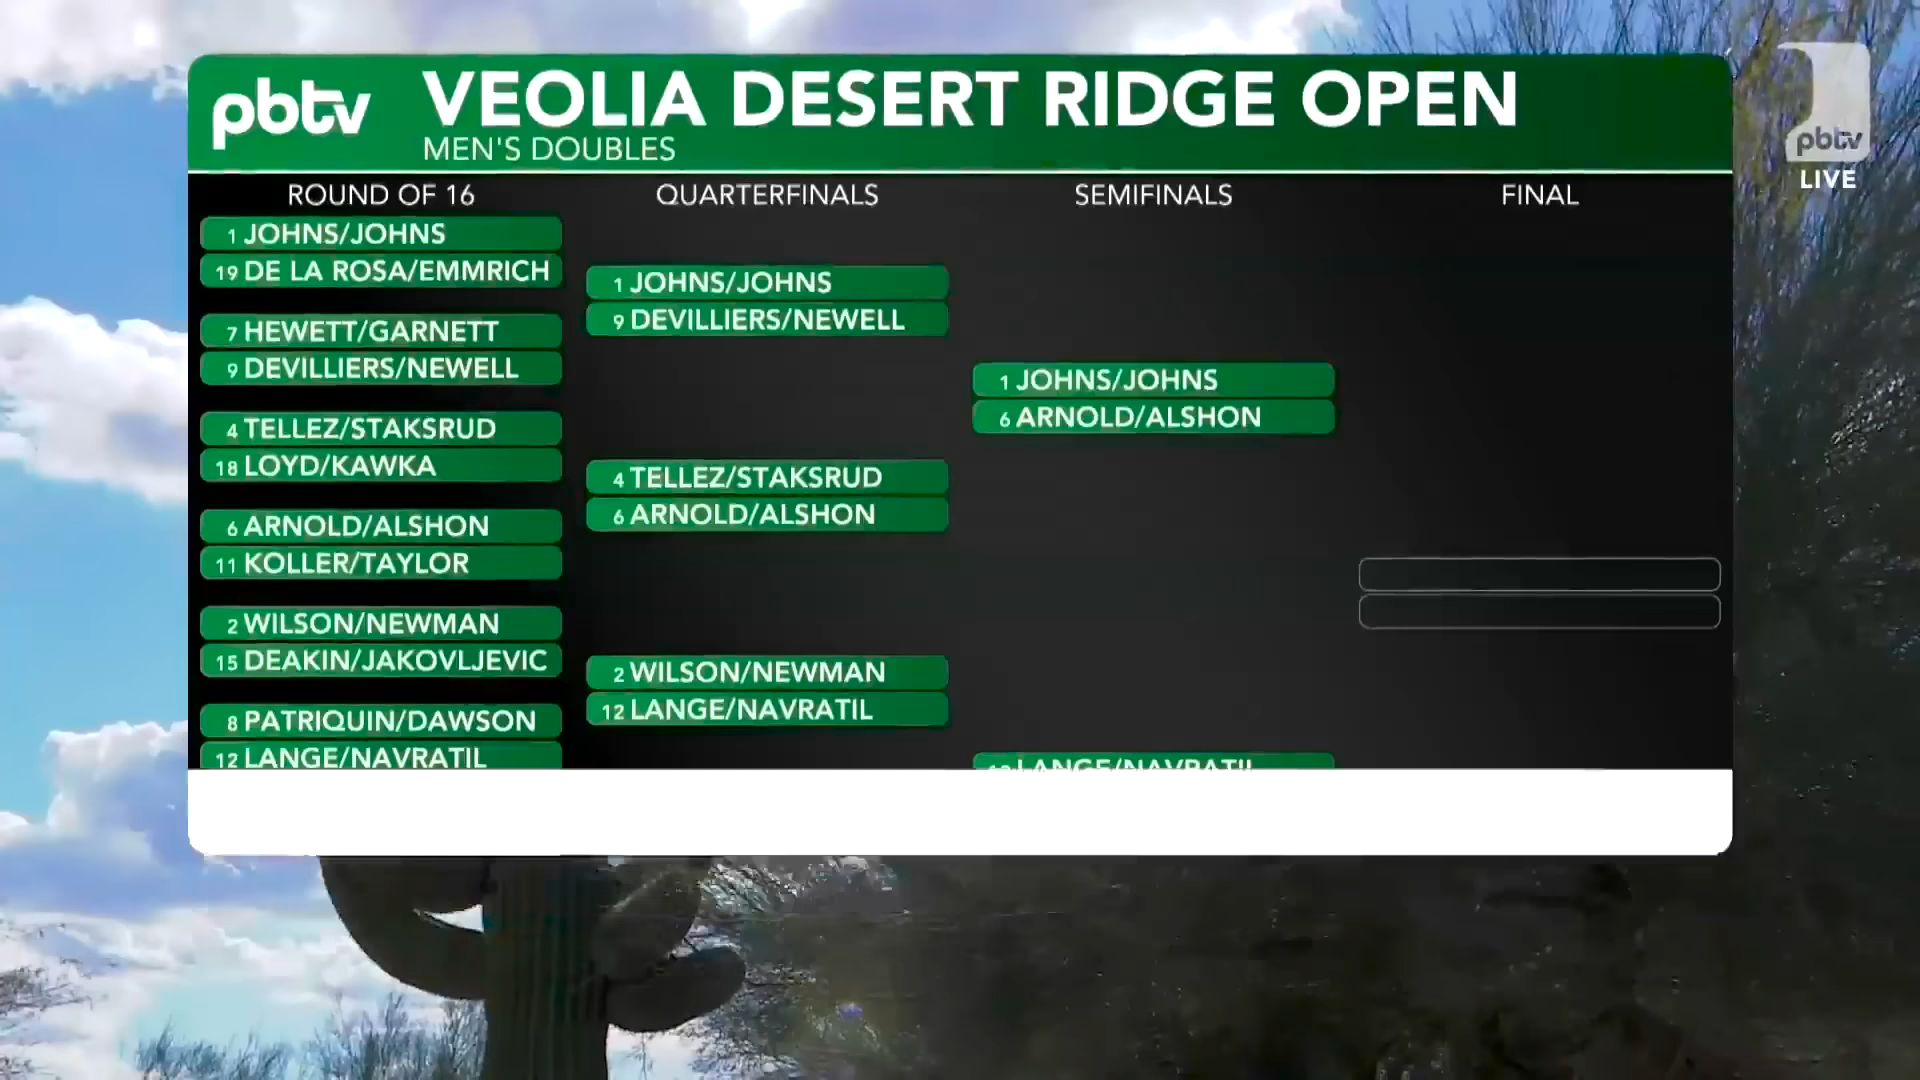 pbtv
VEOLIA DESERT RIDGE OPEN
MEN'S DOUBLES
pbtv
LIVE
ROUND OF 16
1 JOHNS/JOHNS
19 DE LA ROSA/EMMRICH
7 HEWETT/GARNETT
9 DEVILLIERS/NEWELL
4 TELLEZ/STAKSRUD
18 LOYD/KAWKA
6 ARNOLD/ALSHON
11 KOLLER/TAYLOR
2 WILSON/NEWMAN
15 DEAKIN/JAKOVLJEVIC
8 PATRIQUIN/DAWSON
12 LANGE/NAVRATIL
QUARTERFINALS
1 JOHNS/JOHNS
9 DEVILLIERS/NEWELL
4 TELLEZ/STAKSRUD
6 ARNOLD/ALSHON
2 WILSON/NEWMAN
12 LANGE/NAVRATIL
SEMIFINALS
1 JOHNS/JOHNS
6 ARNOLD/ALSHON
12 LANGE/NAVRATIL
FINAL